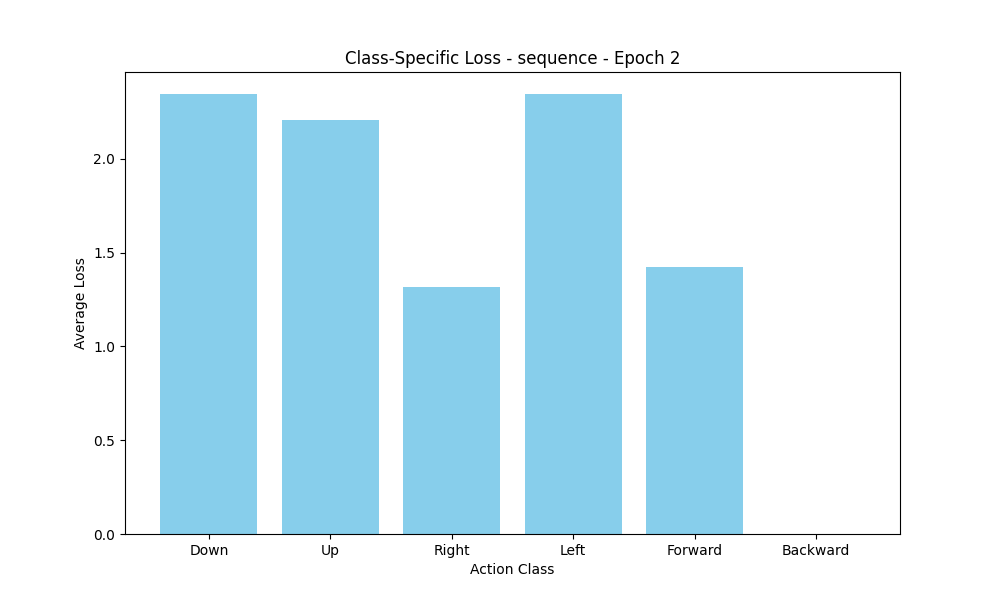 Class-Specific Loss - sequence - Epoch 2
Average Loss
2.0
1.5
1.0
0.5
0.0
Down Up Right Left Forward Backward
Action Class